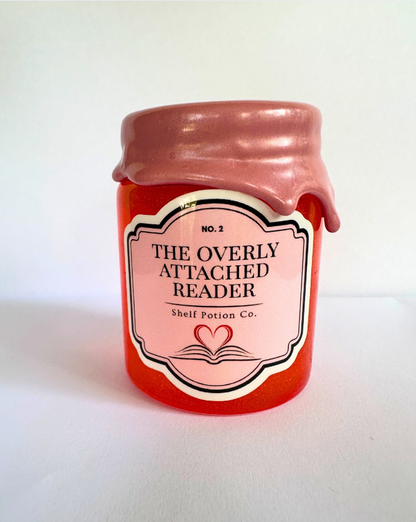 NO. 2
THE OVERLY
ATTACHED
READER
Shelf Potion Co.